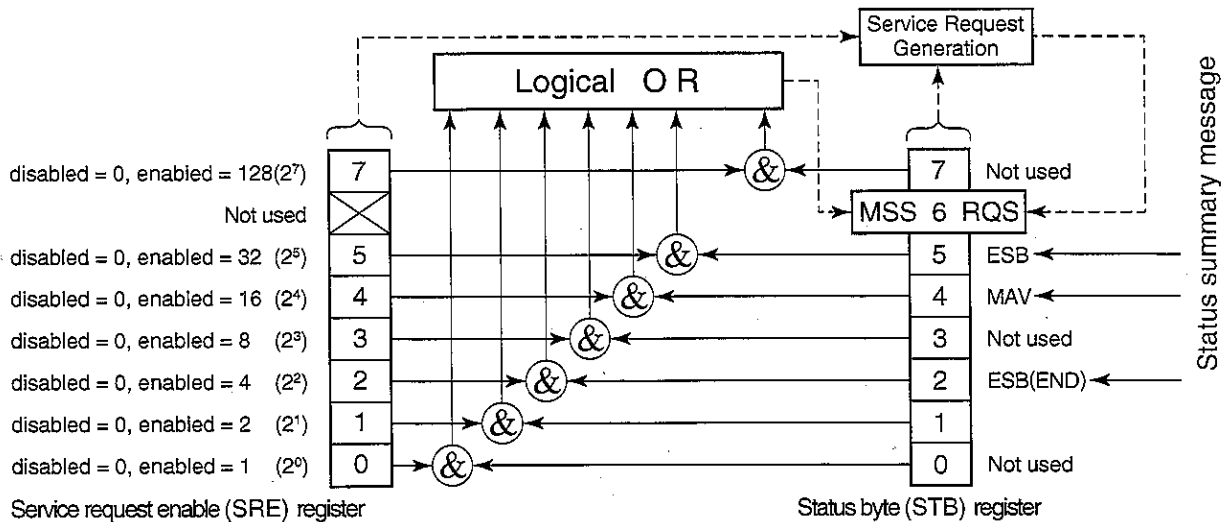 Service Request
Generation
Logical O R
Status summary message
disabled = 0, enabled = 128(2⁷)
7
&
7
Not used
Not used
MSS 6 RQS
disabled = 0, enabled = 32 (2⁵)
5
&
5
ESB
disabled = 0, enabled = 16 (2⁴)
4
&
4
MAV
disabled = 0, enabled = 8 (2³)
3
&
3
Not used
disabled = 0, enabled = 4 (2²)
2
&
2
ESB(END)
disabled = 0, enabled = 2 (2¹)
1
&
1
disabled = 0, enabled = 1 (2⁰)
0
&
0
Not used
Service request enable (SRE) register
Status byte (STB) register